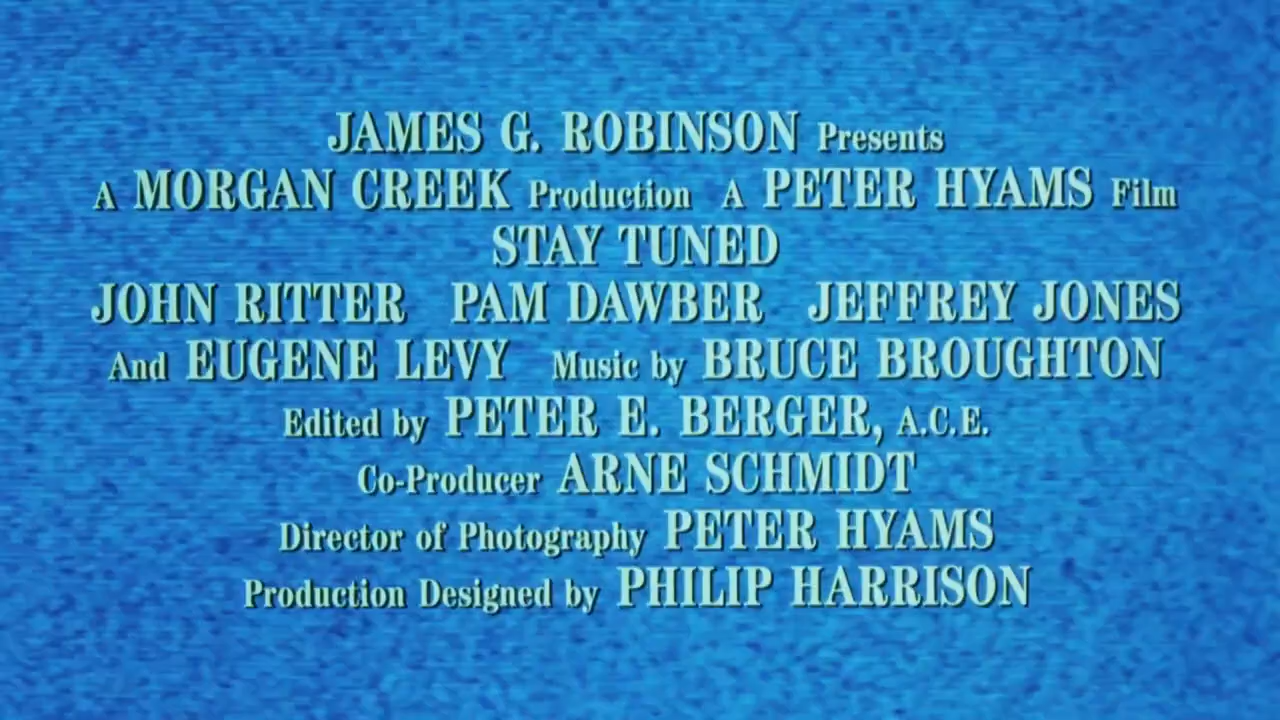 JAMES G. ROBINSON Presents
A MORGAN CREEK Production A PETER HYAMS Film
STAY TUNED
JOHN RITTER PAM DAWBER JEFFREY JONES
And EUGENE LEVY Music by BRUCE BROUGHTON
Edited by PETER E. BERGER, A.C.E.
Co-Producer ARNE SCHMIDT
Director of Photography PETER HYAMS
Production Designed by PHILIP HARRISON